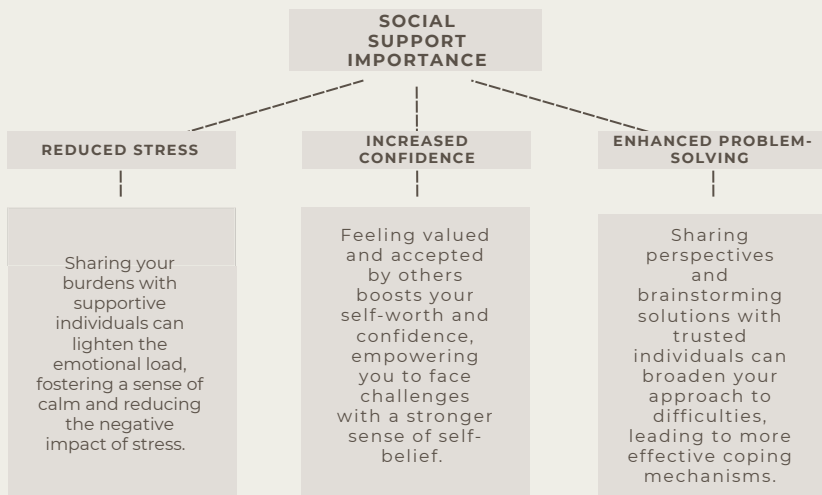 SOCIAL
SUPPORT
IMPORTANCE
REDUCED STRESS
Sharing your
burdens with
supportive
individuals can
lighten the
emotional load,
fostering a sense of
calm and reducing
the negative
impact of stress.
INCREASED
CONFIDENCE
Feeling valued
and accepted
by others
boosts your
self-worth and
confidence,
empowering
you to face
challenges
with a stronger
sense of self-
belief.
ENHANCED PROBLEM-
SOLVING
Sharing
perspectives
and
brainstorming
solutions with
trusted
individuals can
broaden your
approach to
difficulties,
leading to more
effective coping
mechanisms.